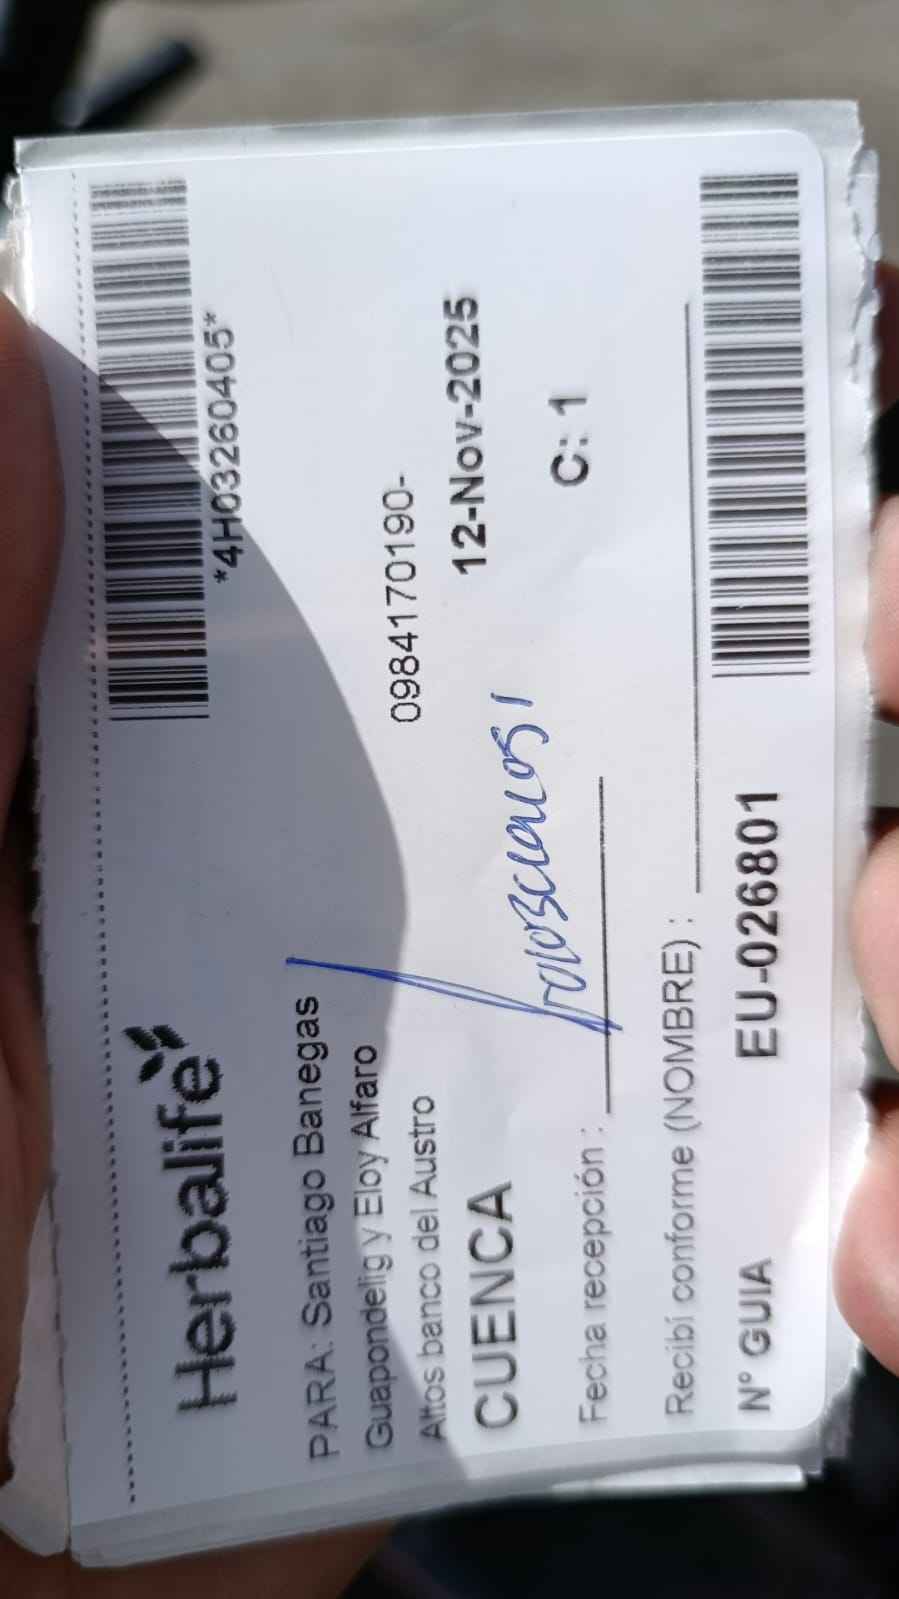 *4H03260405*
Herbalife
PARA: Santiago Banegas
Guapondelig y Eloy Alfaro 0984170190-
Altos banco del Austro
CUENCA 12-Nov-2025
Fecha recepción : C: 1
Recibí conforme (NOMBRE) :
N° GUIA EU-026801